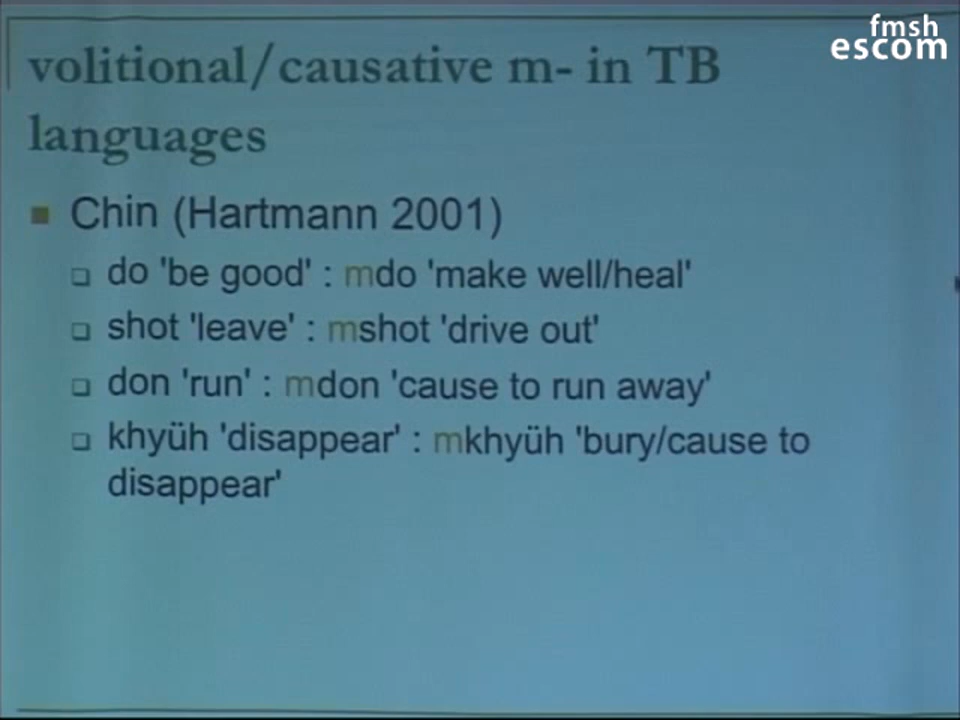 fmsh
escom
volitional/causative m- in TB
languages
Chin (Hartmann 2001)
do 'be good' : mdo 'make well/heal'
shot 'leave' : mshot 'drive out'
don 'run' : mdon 'cause to run away'
khyüh 'disappear' : mkhyüh 'bury/cause to
disappear'